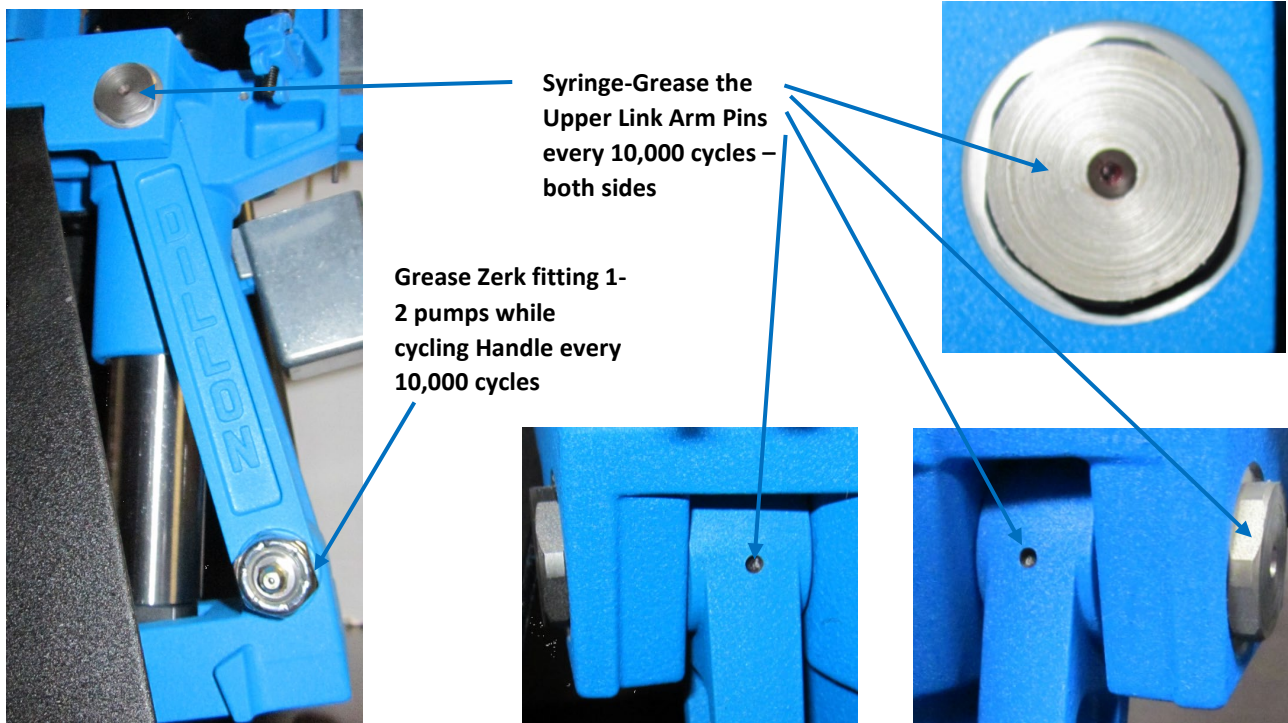 DILLON
Syringe-Grease the
Upper Link Arm Pins
every 10,000 cycles –
both sides
Grease Zerk fitting 1-
2 pumps while
cycling Handle every
10,000 cycles